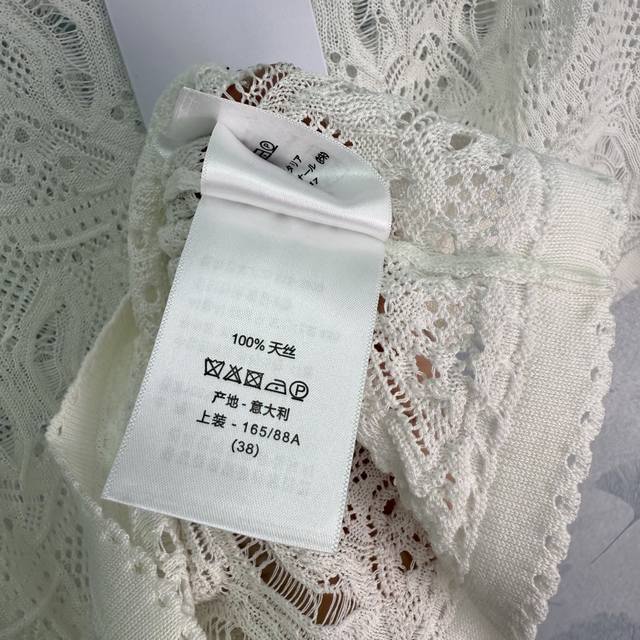 100% 天丝
产地 - 意大利
上装 - 165/88A
(38)